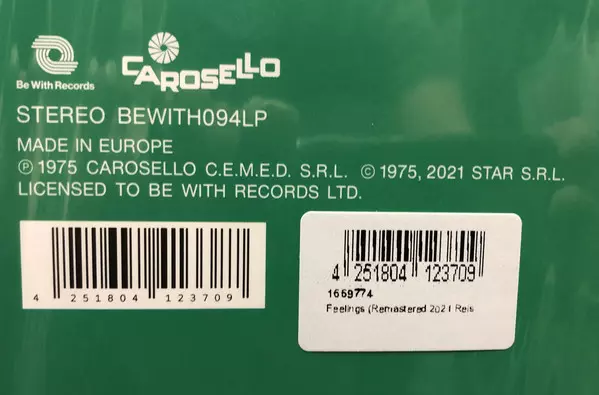 Be With Records
CAROSELLO
STEREO BEWITH094LP
MADE IN EUROPE
℗ 1975 CAROSELLO C.E.M.E.D. S.R.L. © 1975, 2021 STAR S.R.L.
LICENSED TO BE WITH RECORDS LTD.
4 251804 123709
4 251804 123709
1669774
Feelings (Remastered 2021 Reis